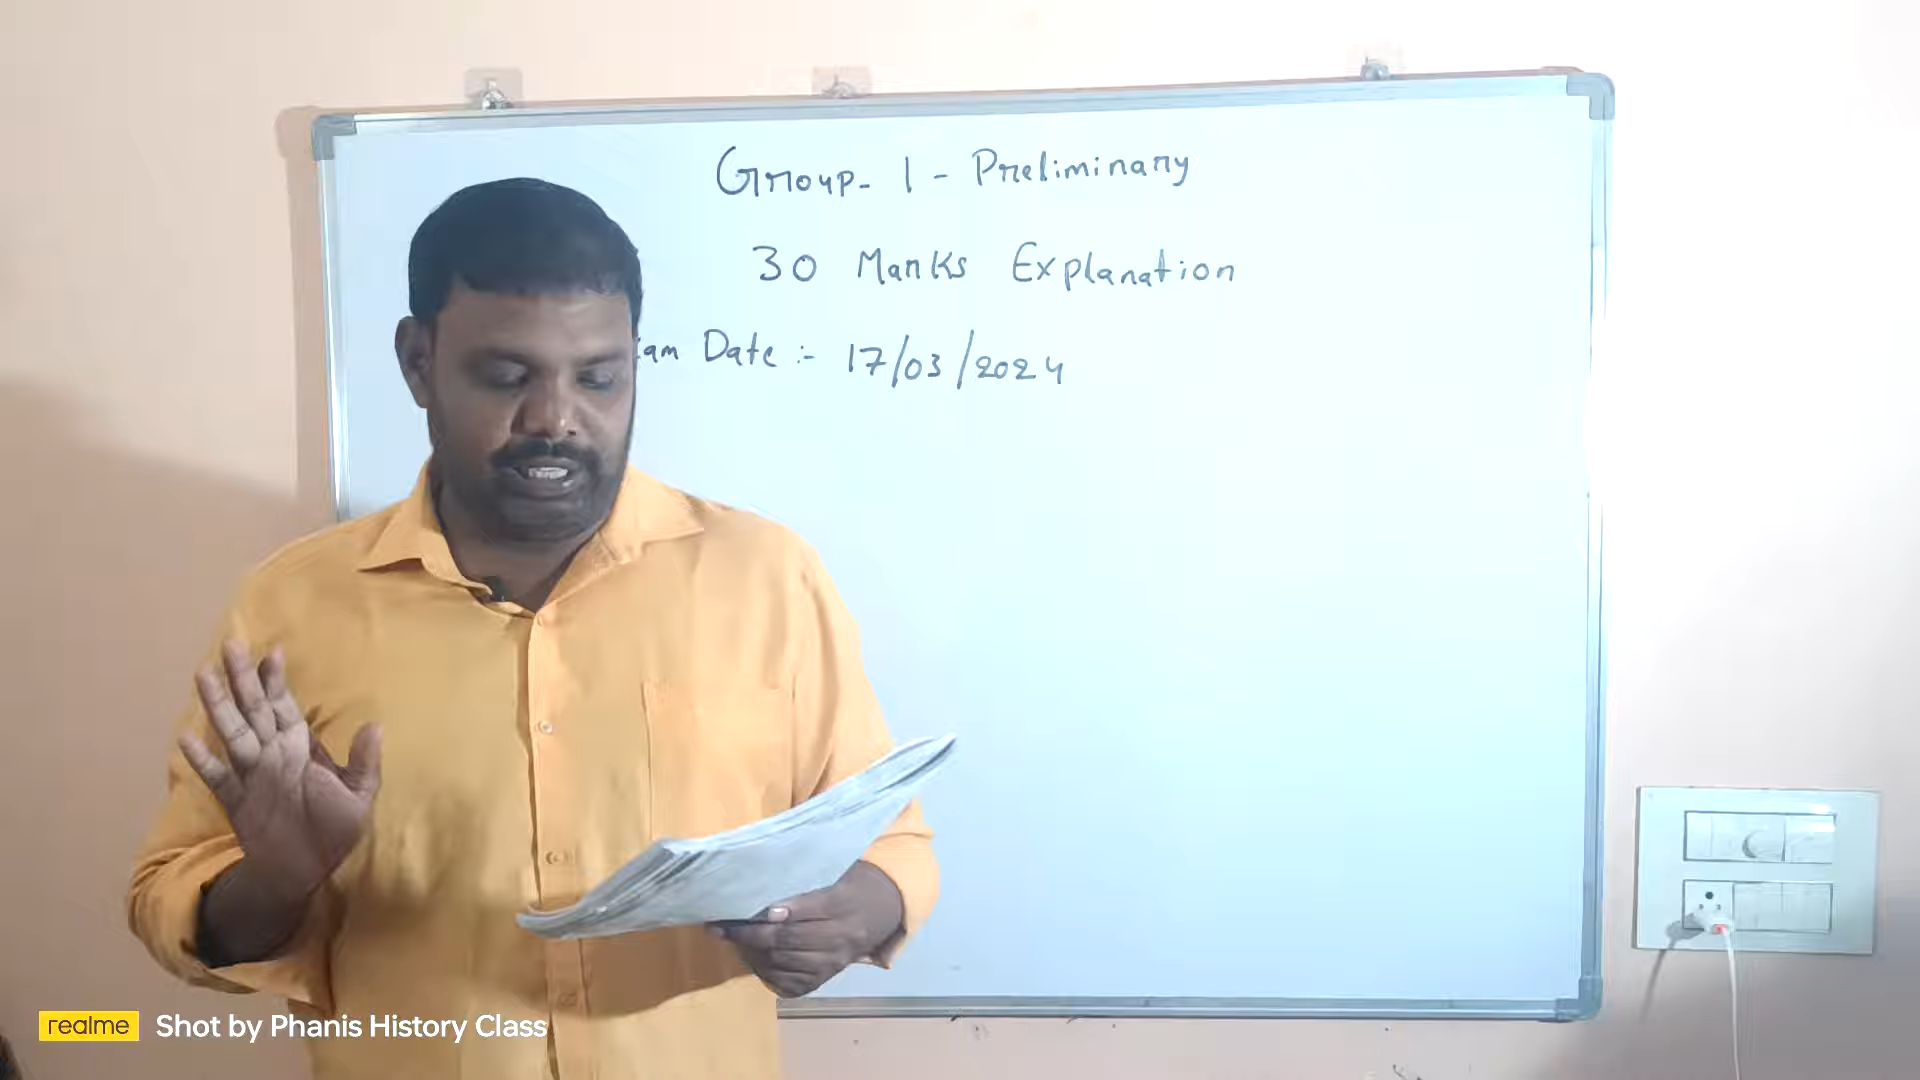 Group- 1 - Preliminary
30 Marks Explanation
am Date :- 17/03/2024
realme Shot by Phanis History Class